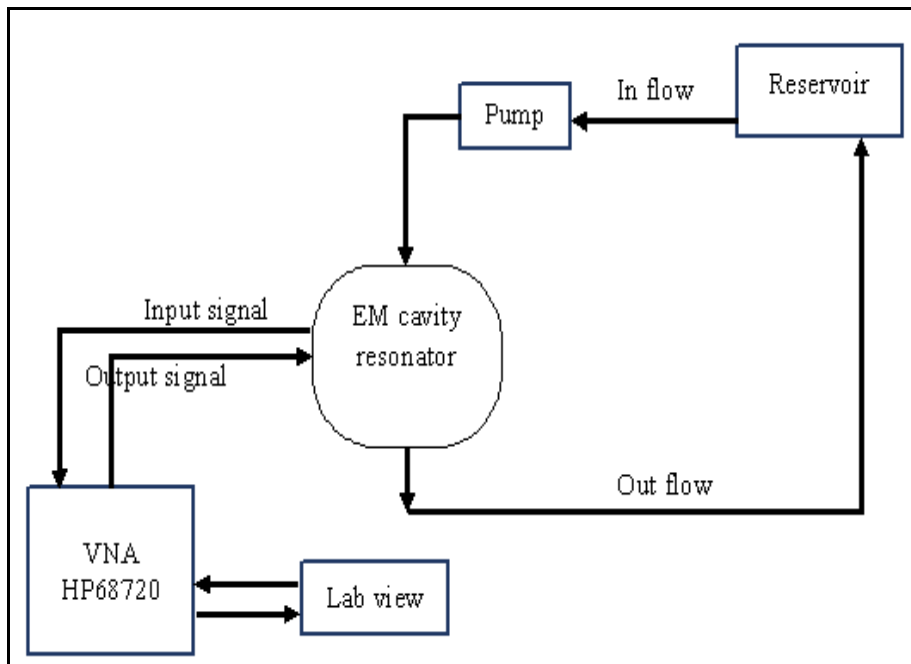 Reservoir
In flow
Pump
EM cavity
resonator
Input signal
Output signal
Out flow
VNA
HP68720
Lab view